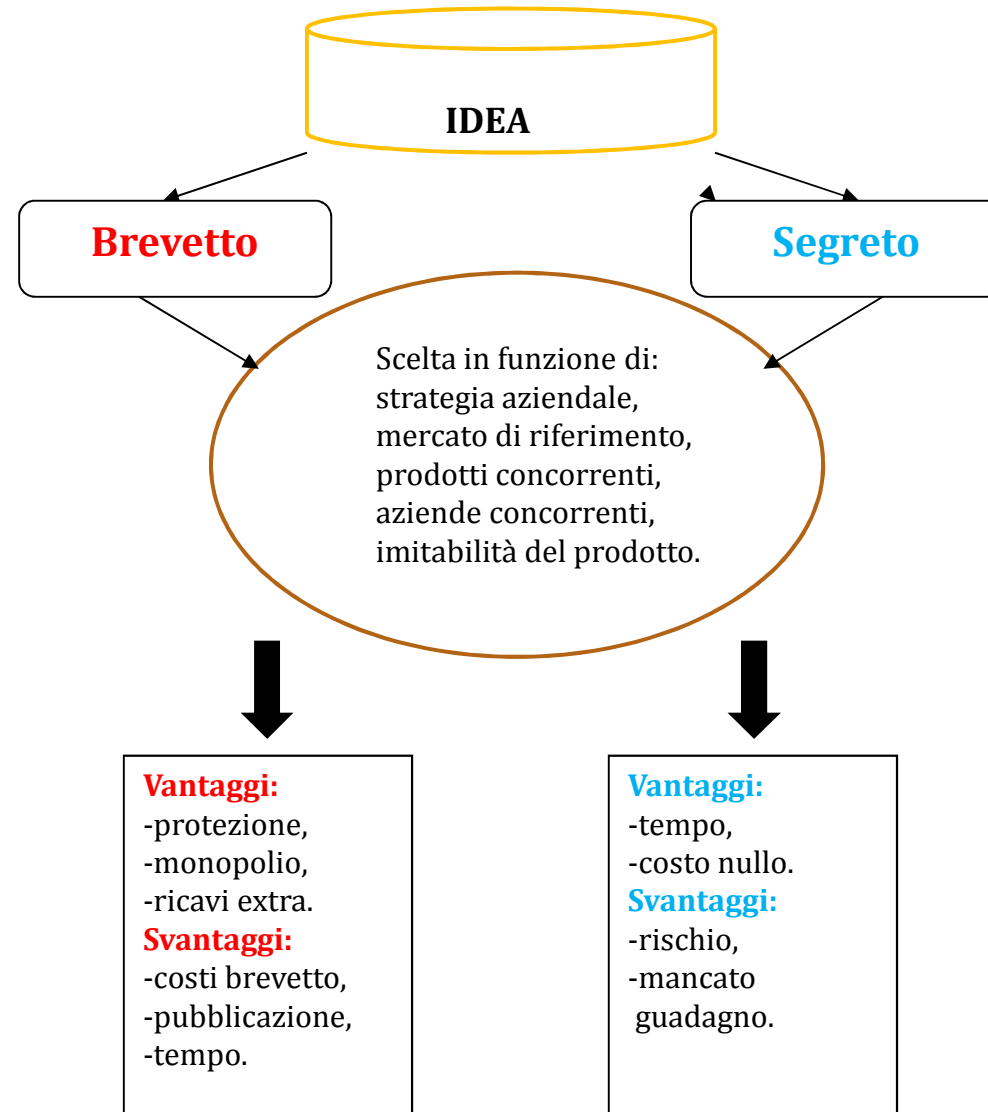 IDEA
Brevetto
Segreto
Scelta in funzione di:
strategia aziendale,
mercato di riferimento,
prodotti concorrenti,
aziende concorrenti,
imitabilità del prodotto.
Vantaggi:
-protezione,
-monopolio,
-ricavi extra.
Svantaggi:
-costi brevetto,
-pubblicazione,
-tempo.
Vantaggi:
-tempo,
-costo nullo.
Svantaggi:
-rischio,
-mancato
guadagno.